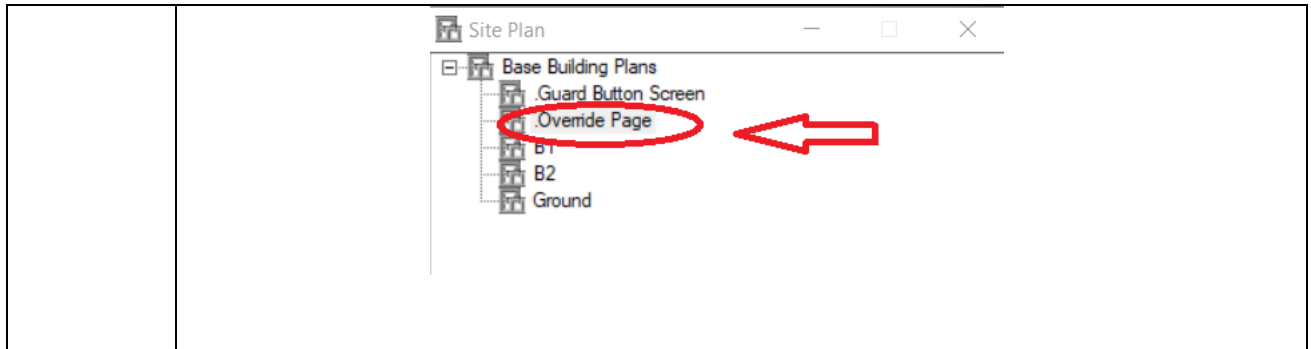 Site Plan
Base Building Plans
.Guard Button Screen
.Override Page
B1
B2
Ground